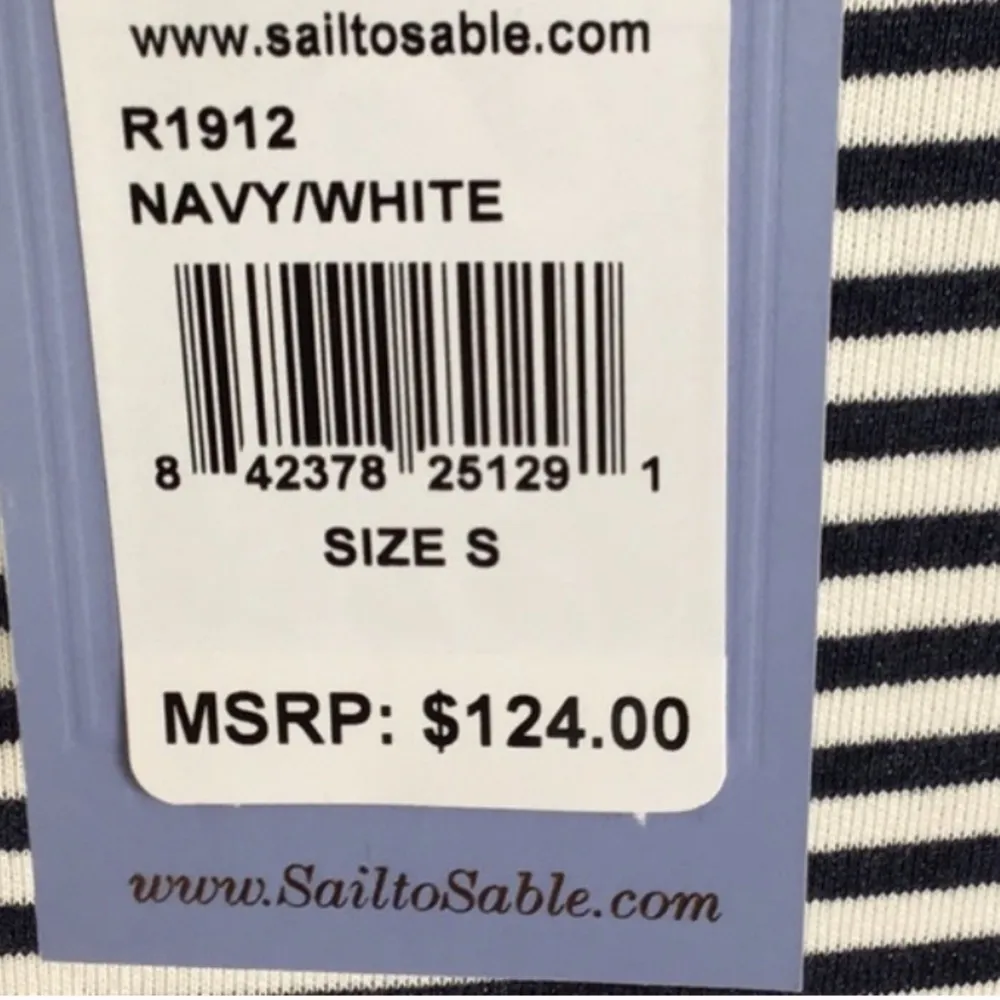 www.sailtosable.com
R1912
NAVY/WHITE
8 42378 25129 1
SIZE S
MSRP: $124.00
www.SailtoSable.com